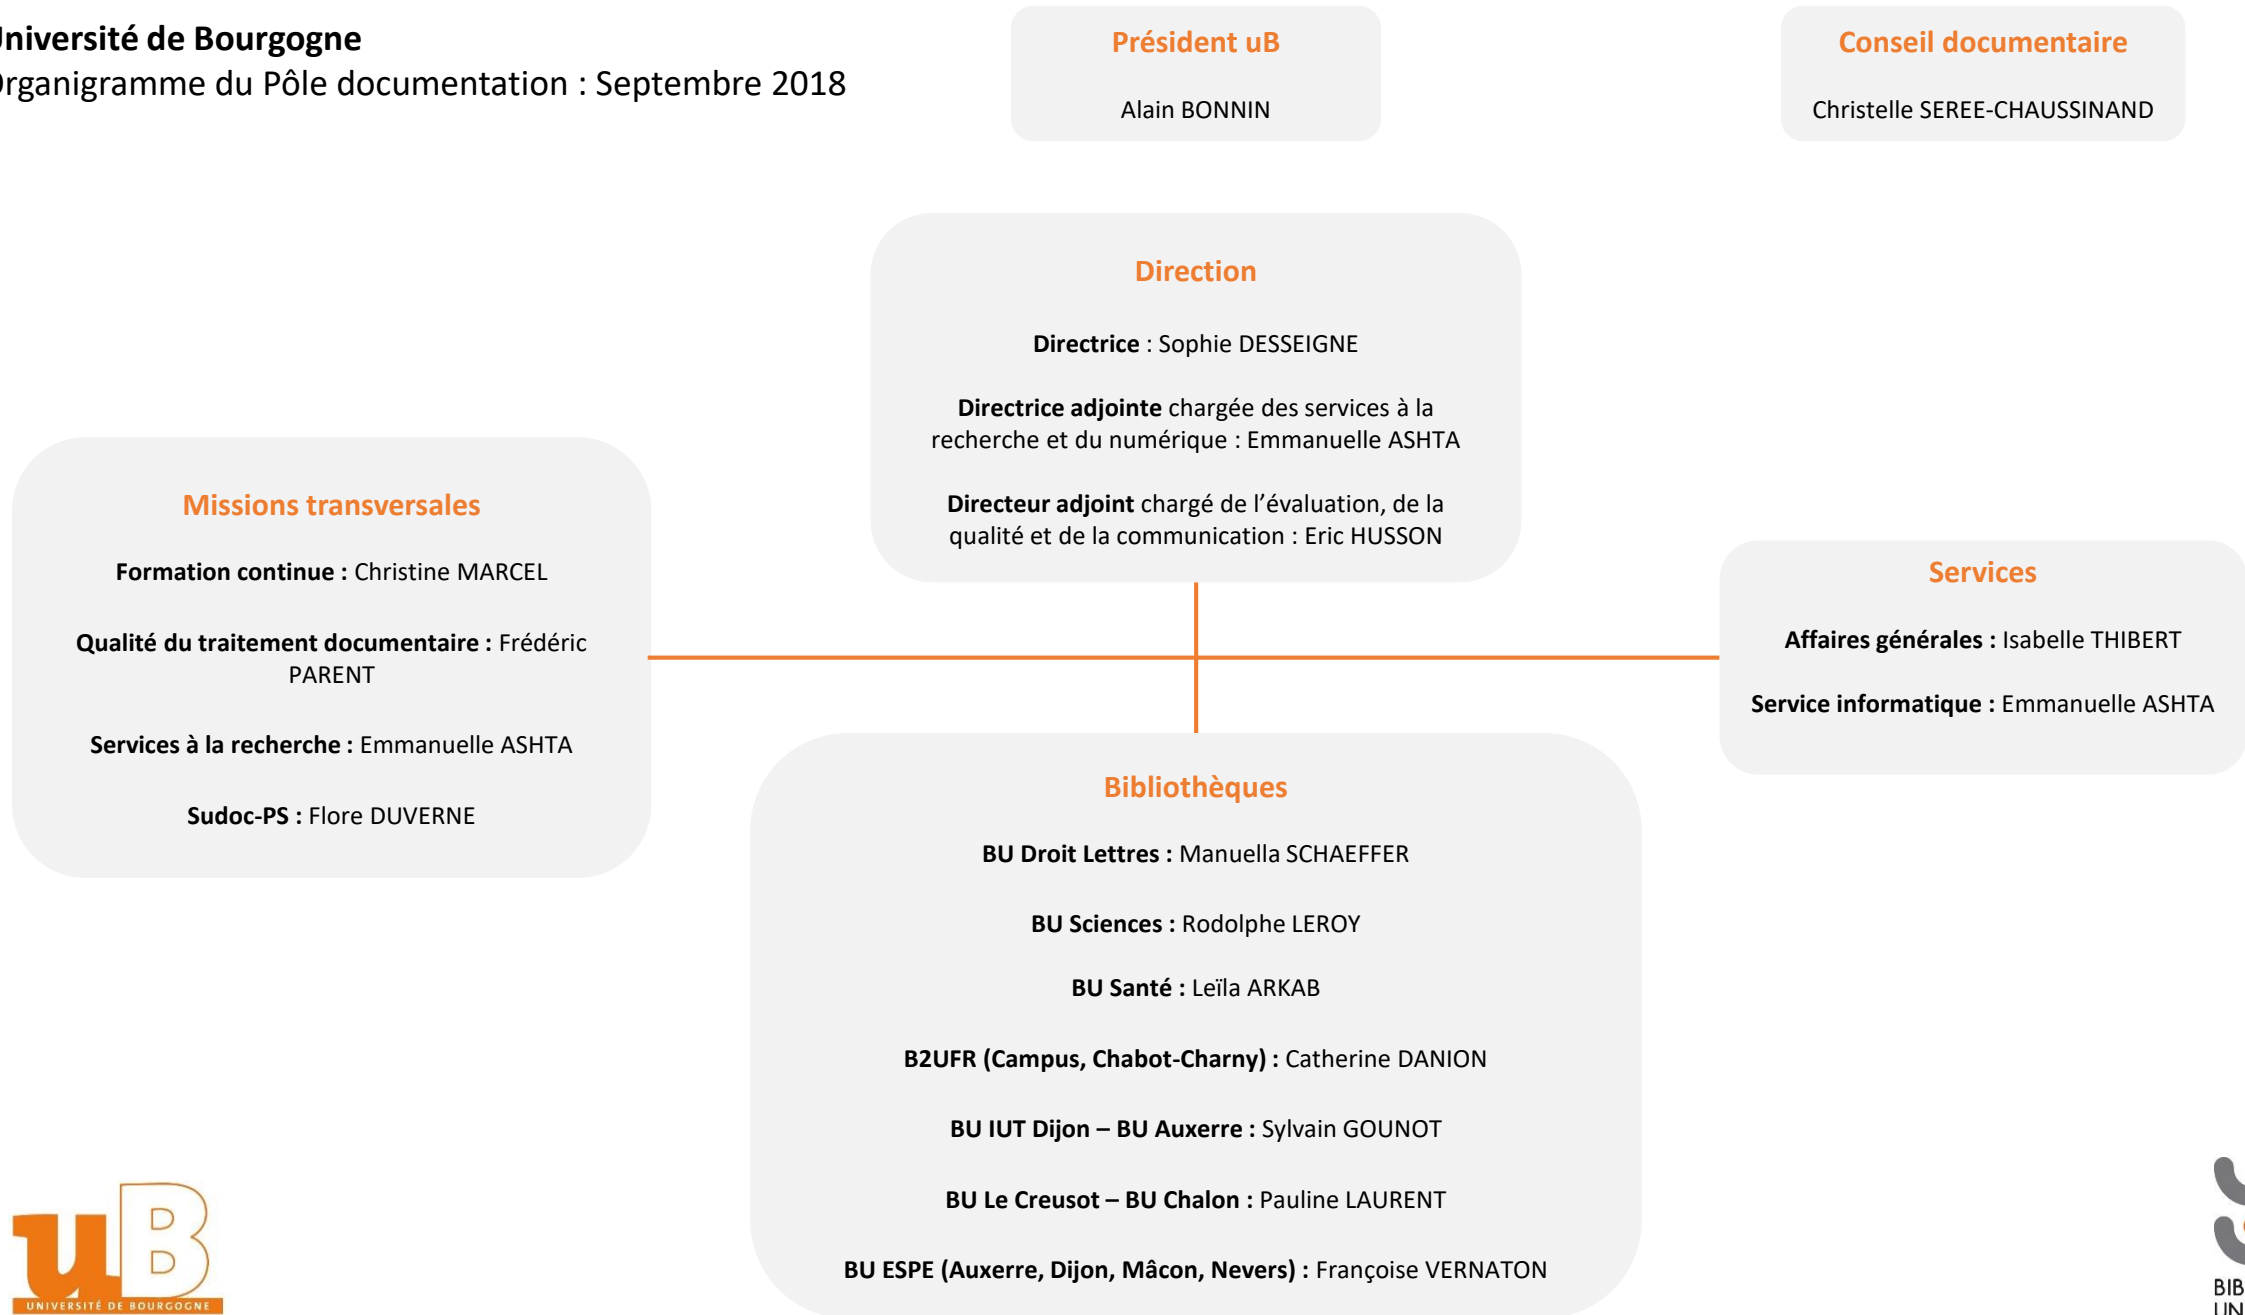 Université de Bourgogne
Organigramme du Pôle documentation : Septembre 2018
Président uB
Alain BONNIN
Conseil documentaire
Christelle SEREE-CHAUSSINAND
Direction
Directrice : Sophie DESSEIGNE
Directrice adjointe chargée des services à la
recherche et du numérique : Emmanuelle ASHTA
Directeur adjoint chargé de l’évaluation, de la
qualité et de la communication : Eric HUSSON
Missions transversales
Formation continue : Christine MARCEL
Qualité du traitement documentaire : Frédéric
PARENT
Services à la recherche : Emmanuelle ASHTA
Sudoc-PS : Flore DUVERNE
Services
Affaires générales : Isabelle THIBERT
Service informatique : Emmanuelle ASHTA
Bibliothèques
BU Droit Lettres : Manuella SCHAEFFER
BU Sciences : Rodolphe LEROY
BU Santé : Leïla ARKAB
B2UFR (Campus, Chabot-Charny) : Catherine DANION
BU IUT Dijon – BU Auxerre : Sylvain GOUNOT
BU Le Creusot – BU Chalon : Pauline LAURENT
BU ESPE (Auxerre, Dijon, Mâcon, Nevers) : Françoise VERNATON
uB
UNIVERSITÉ DE BOURGOGNE